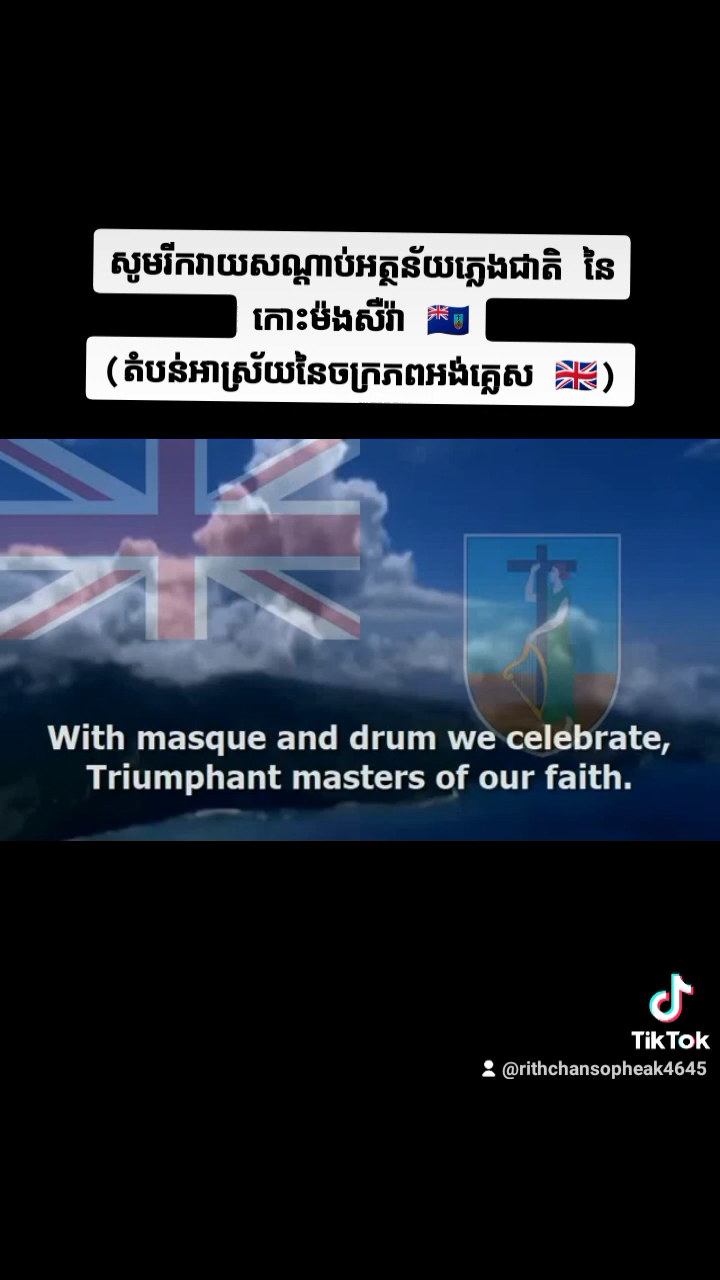 សូមរីករាយសណ្ដាប់អត្ថន័យភ្លេងជាតិ នៃ
កោះម៉ងសឺរ៉ា 🇲🇸
(តំបន់អាស្រ័យនៃចក្រភពអង់គ្លេស 🇬🇧)
With masque and drum we celebrate,
Triumphant masters of our faith.
TikTok
@rithchansopheak4645